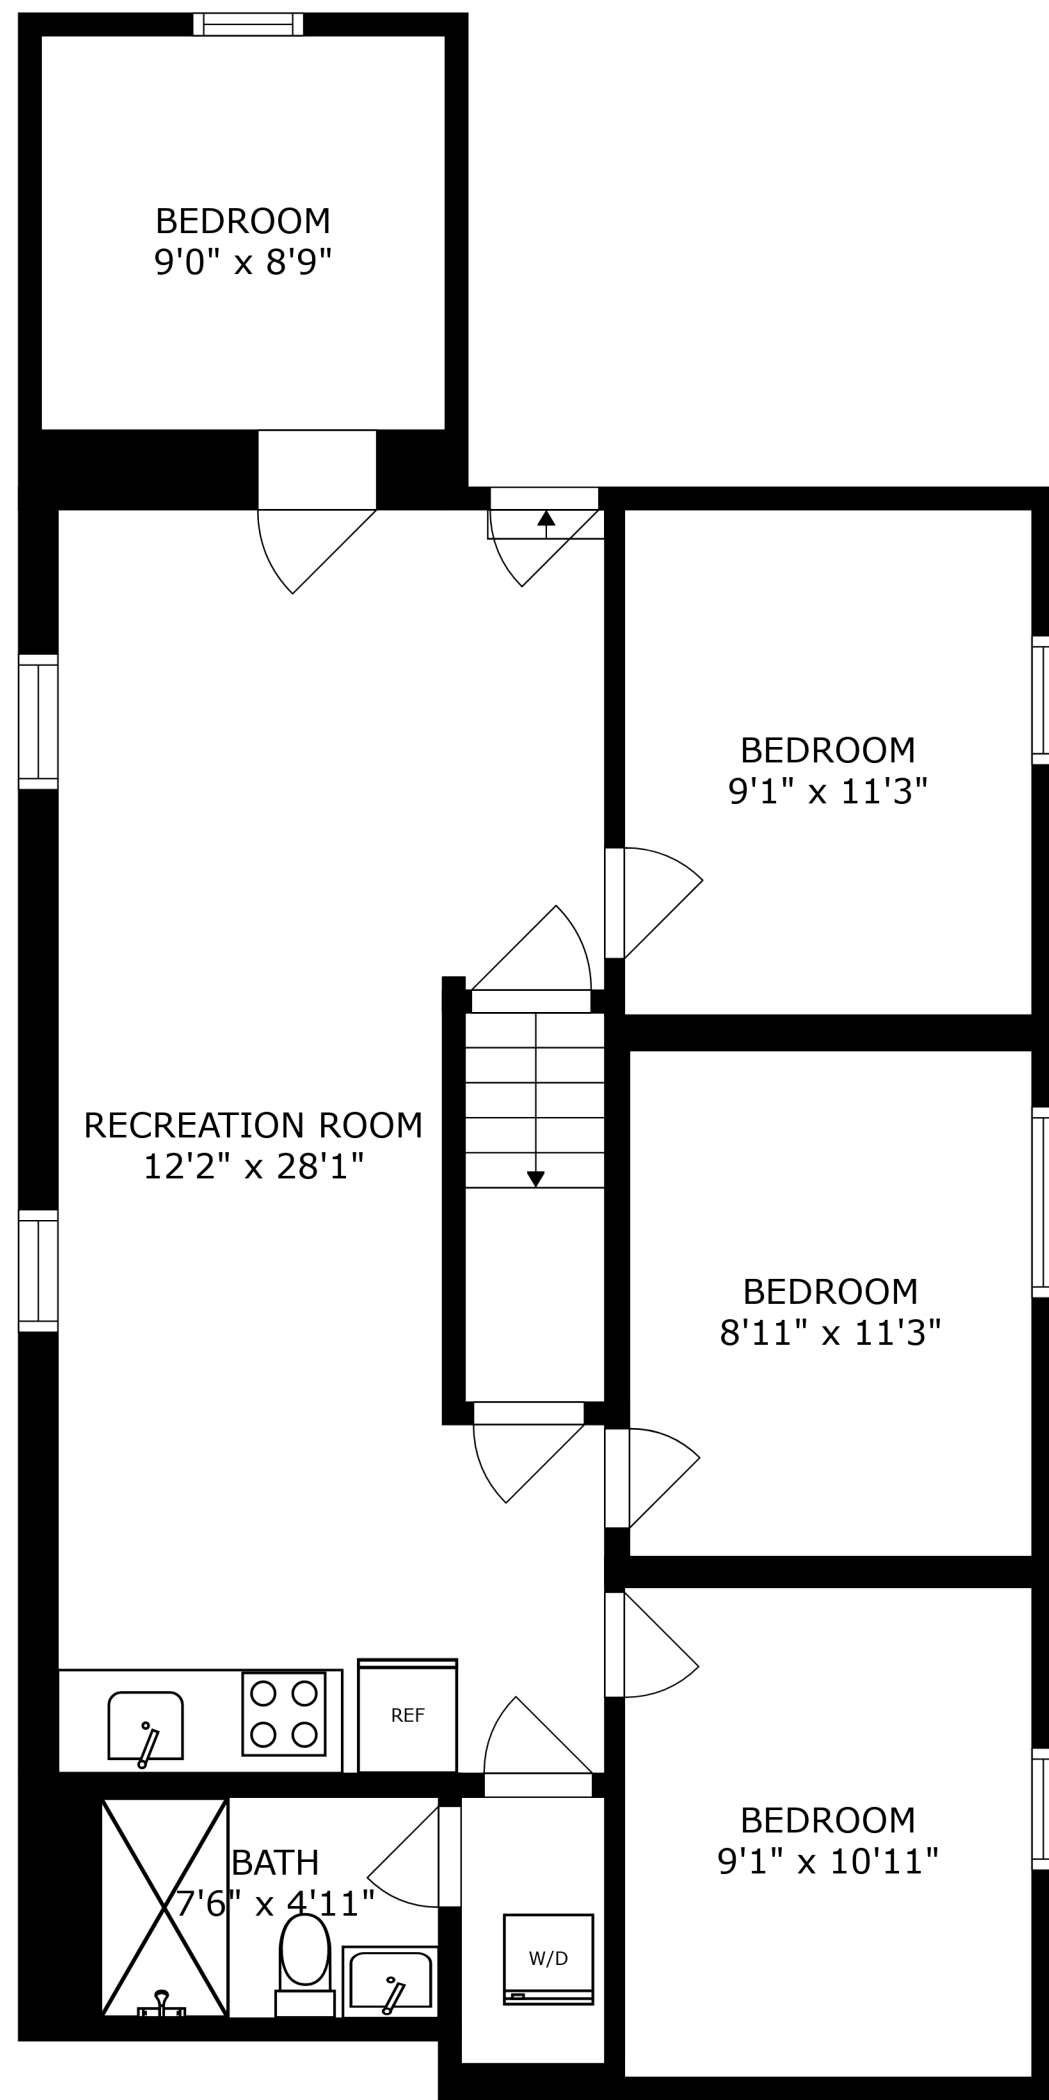 BEDROOM
9'0" x 8'9"
BEDROOM
9'1" x 11'3"
RECREATION ROOM
12'2" x 28'1"
BEDROOM
8'11" x 11'3"
REF
BEDROOM
9'1" x 10'11"
BATH
7'6" x 4'11"
W/D